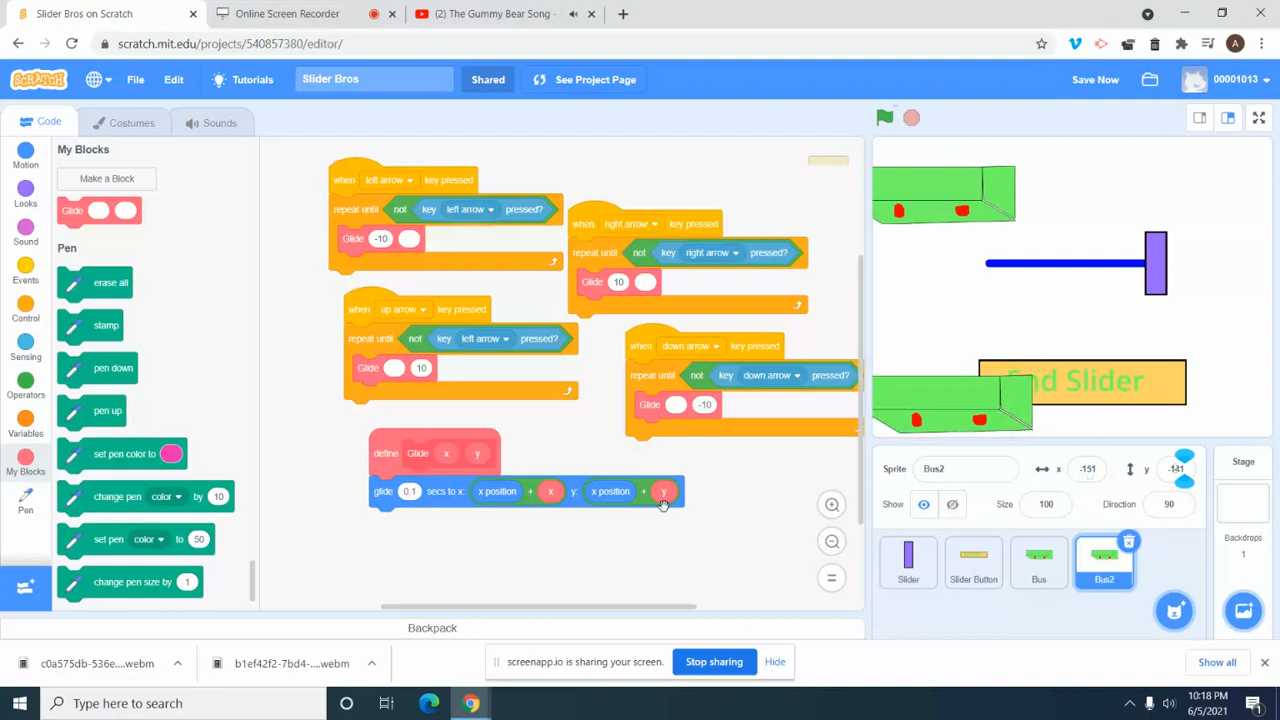 Slider Bros on Scratch
Online Screen Recorder
(2) The Gummy Bear Song -
scratch.mit.edu/projects/540857380/editor/
A
SCRATCH
File
Edit
Tutorials
Slider Bros
Shared
See Project Page
Save Now
00001013
Code
Costumes
Sounds
Motion
Looks
Sound
Events
Control
Sensing
Operators
Variables
My Blocks
Pen
My Blocks
Make a Block
Glide
Pen
erase all
stamp
pen down
pen up
set pen color to
change pen color by 10
set pen color to 50
change pen size by 1
when left arrow key pressed
repeat until not key left arrow pressed?
Glide -10
when right arrow key pressed
repeat until not key right arrow pressed?
Glide 10
when up arrow key pressed
repeat until not key left arrow pressed?
Glide 10
when down arrow key pressed
repeat until not key down arrow pressed?
Glide -10
define Glide x y
glide 0.1 secs to x: x position + x y: x position + y
End Slider
Sprite Bus2 x -151 y -141
Show Size 100 Direction 90
Slider
Slider Button
Bus
Bus2
Stage
Backdrops
1
Backpack
c0a575db-536e....webm
b1ef42f2-7bd4-....webm
screenapp.io is sharing your screen.
Stop sharing
Hide
Show all
Type here to search
10:18 PM
6/5/2021
1